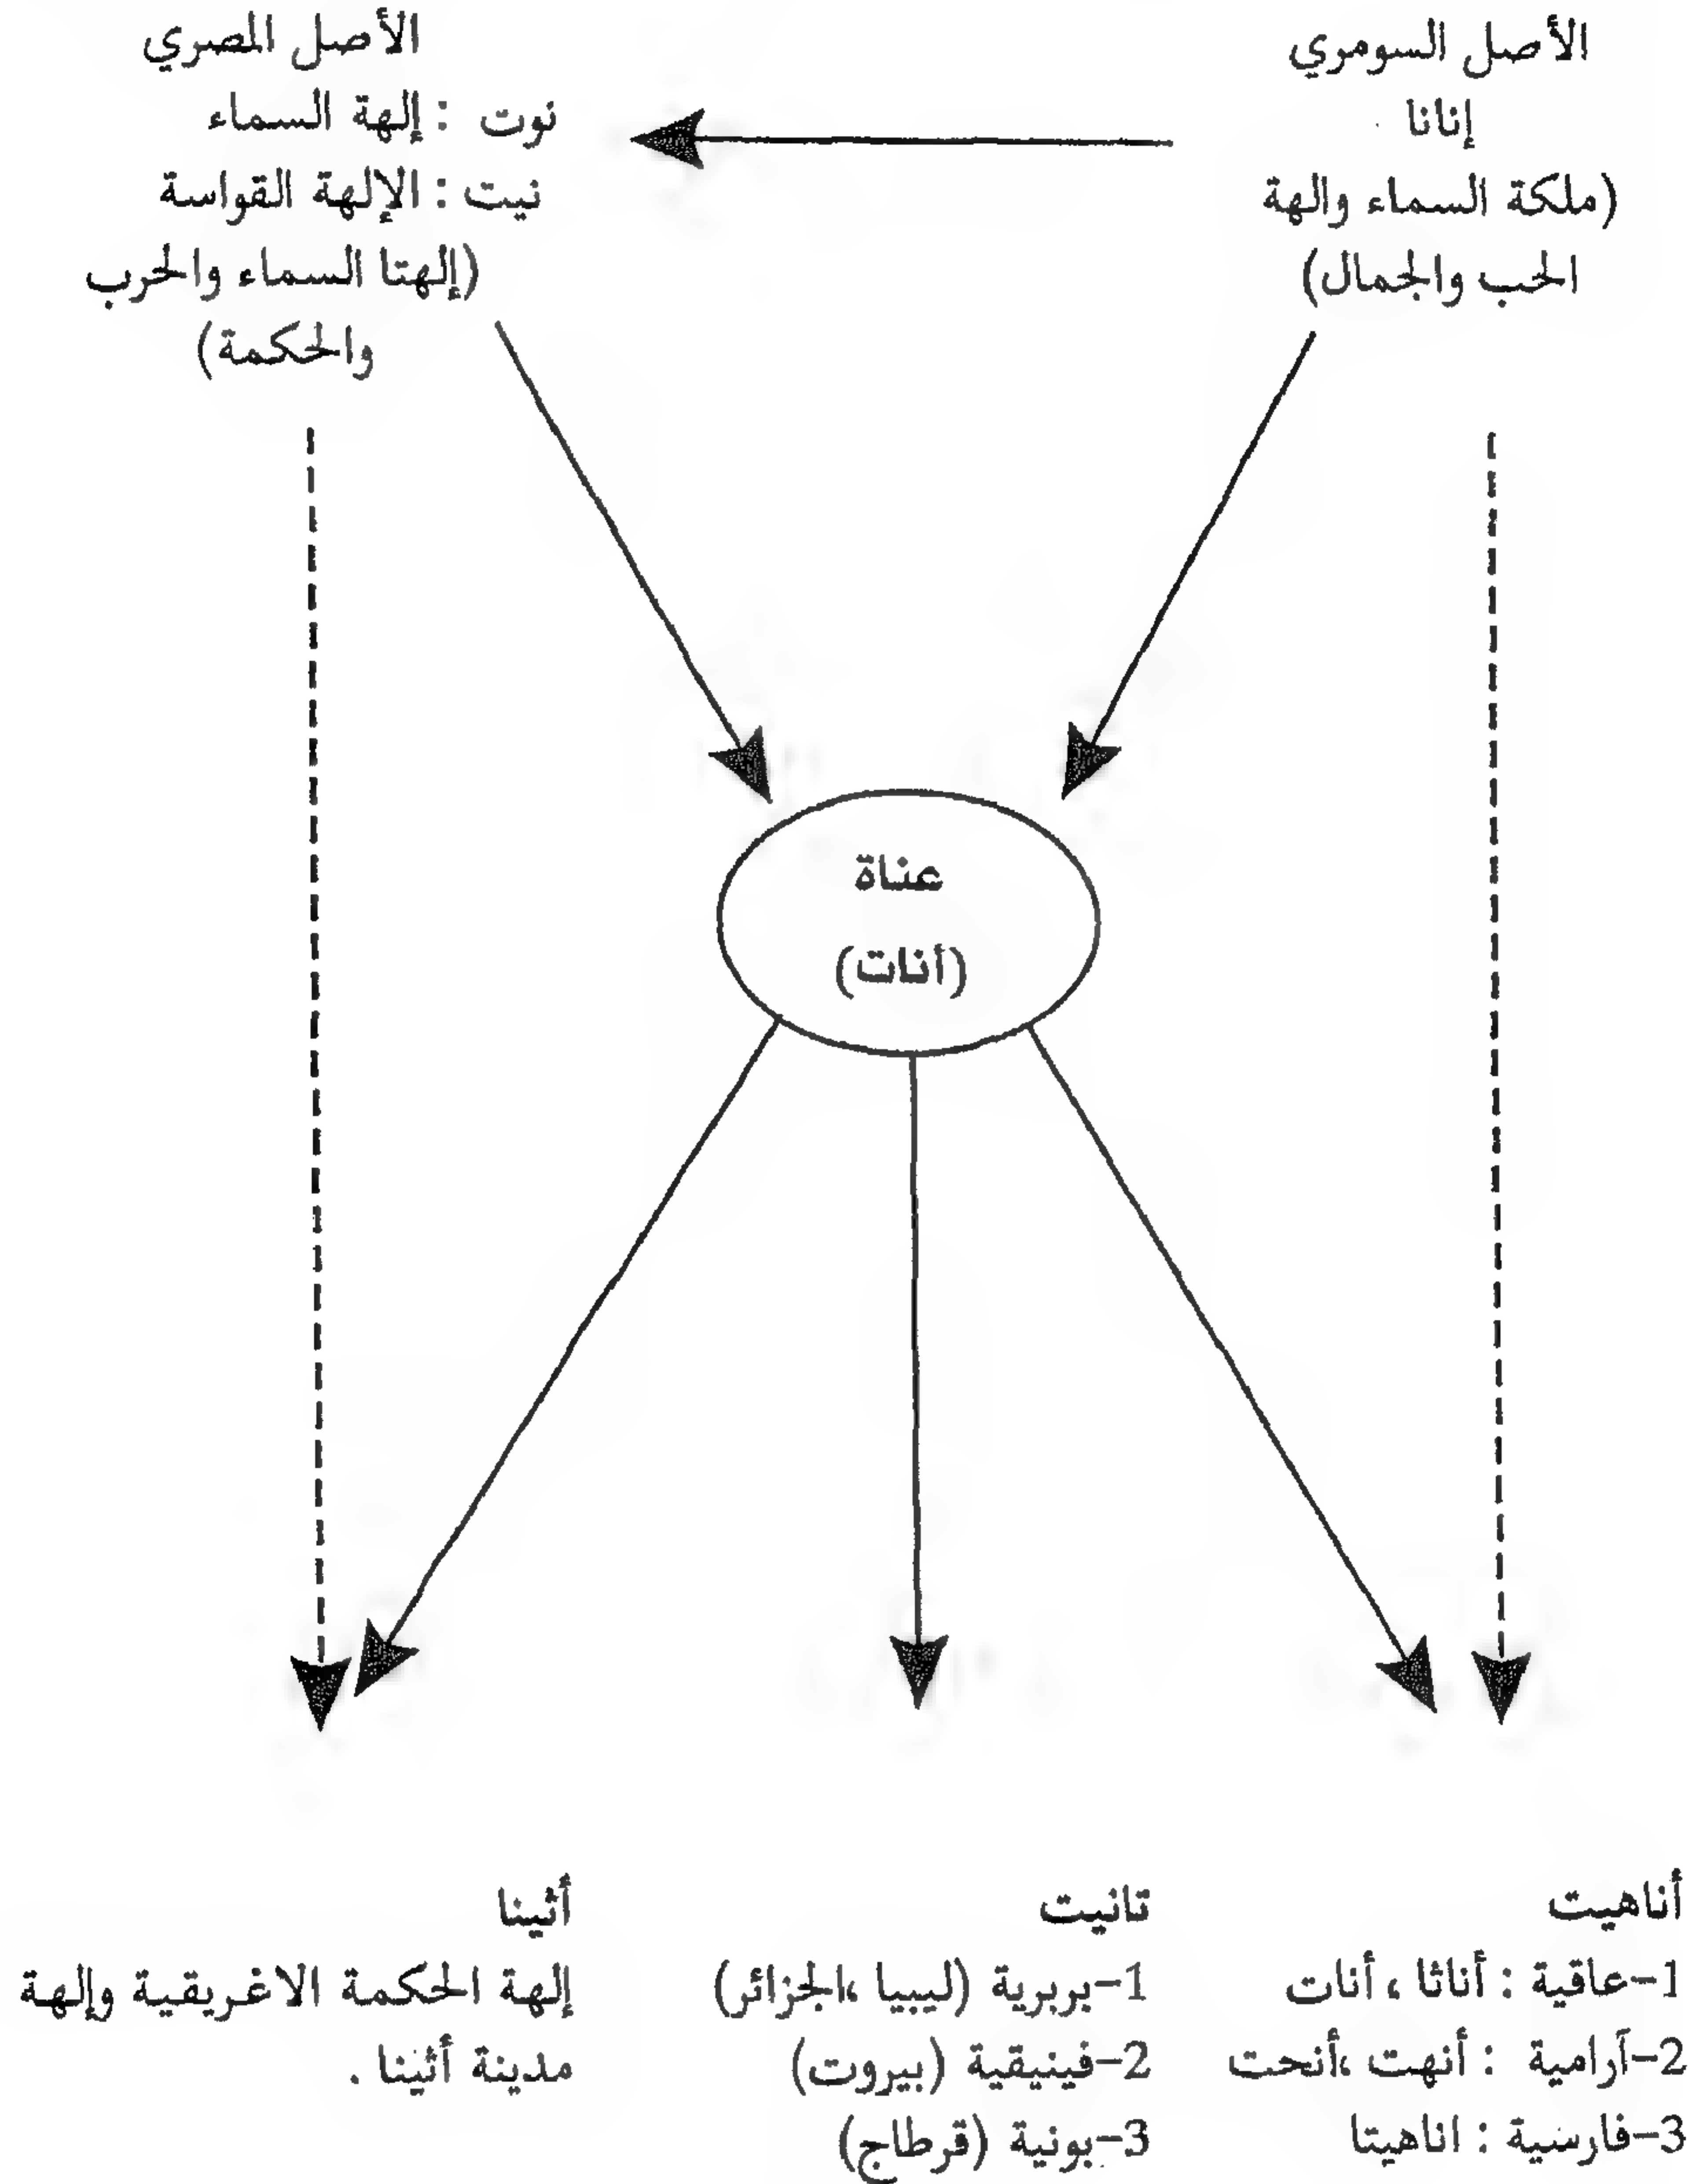 الأصل السومري
إنانا
(ملكة السماء والهة
الحب والجمال)
الأصل المصري
نوت : إلهة السماء
نيت : الإلهة القواسة
(إلهتا السماء والحرب
والحكمة)
عناة
(أنات)
أناهيت
1-عاقية : أناثا ، أنات
2-آرامية : أنهت ،أنحت
3-فارسية : اناهيتا
تانيت
1-بربرية (ليبيا ،الجزائر)
2-فينيقية (بيروت)
3-بونية (قرطاج)
أثينا
إلهة الحكمة الاغريقية وإلهة
مدينة أثينا .